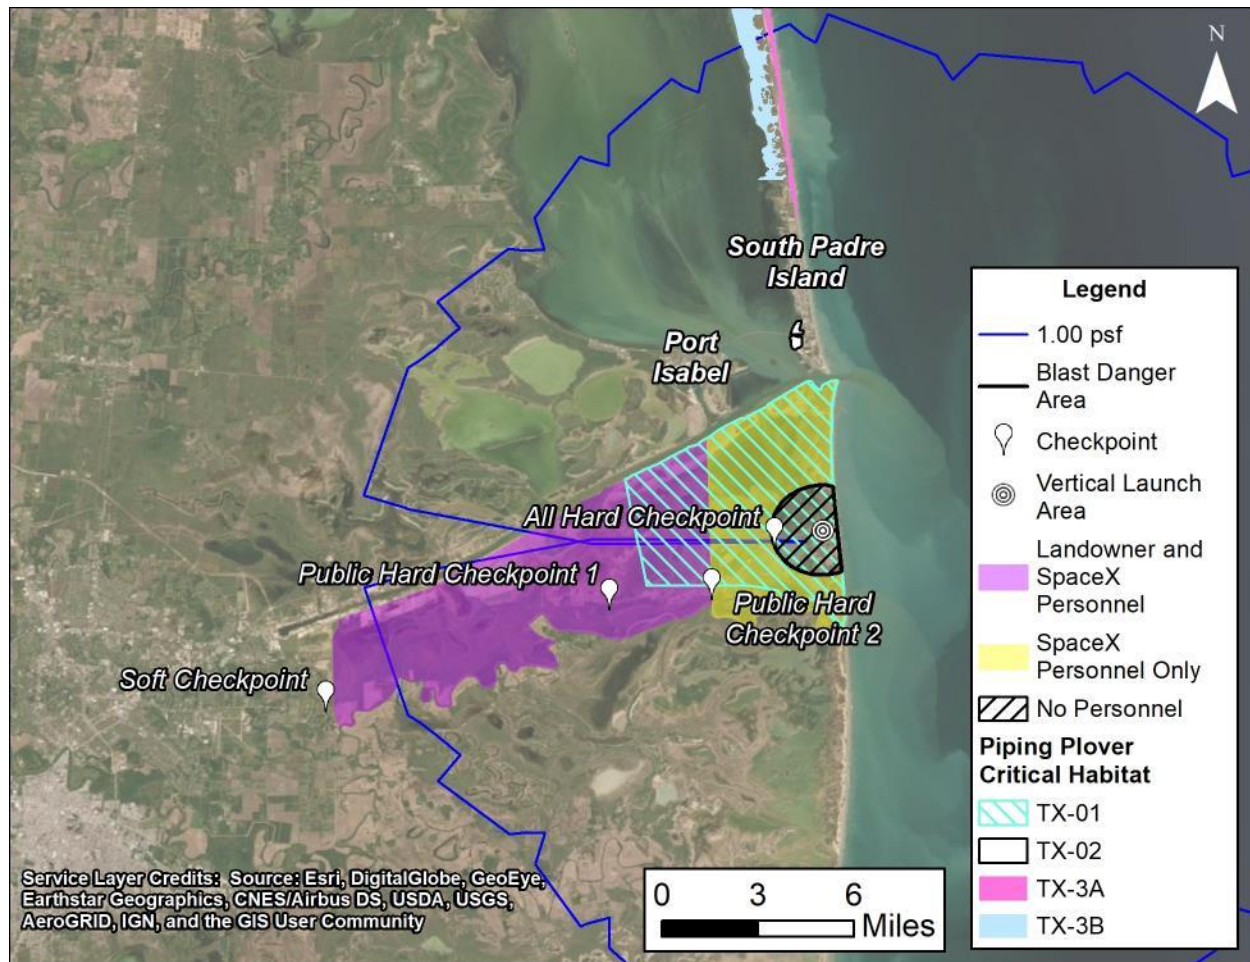 N
South Padre
Island
Port
Isabel
All Hard Checkpoint
Public Hard Checkpoint 1
Public Hard
Checkpoint 2
Soft Checkpoint
Legend
1.00 psf
Blast Danger
Area
Checkpoint
Vertical Launch
Area
Landowner and
SpaceX
Personnel
SpaceX
Personnel Only
No Personnel
Piping Plover
Critical Habitat
TX-01
TX-02
TX-3A
TX-3B
0 3 6
Miles
Service Layer Credits: Source: Esri, DigitalGlobe, GeoEye,
Earthstar Geographics, CNES/Airbus DS, USDA, USGS,
AeroGRID, IGN, and the GIS User Community